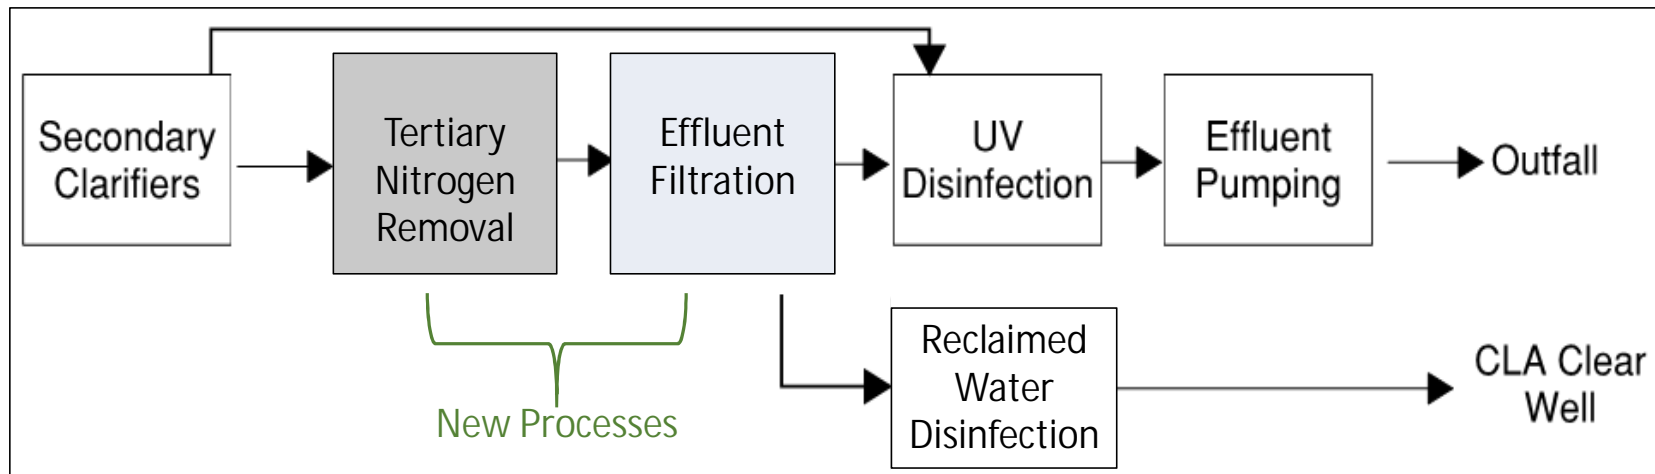 Secondary
Clarifiers
Tertiary
Nitrogen
Removal
Effluent
Filtration
UV
Disinfection
Effluent
Pumping
Outfall
New Processes
Reclaimed
Water
Disinfection
CLA Clear
Well